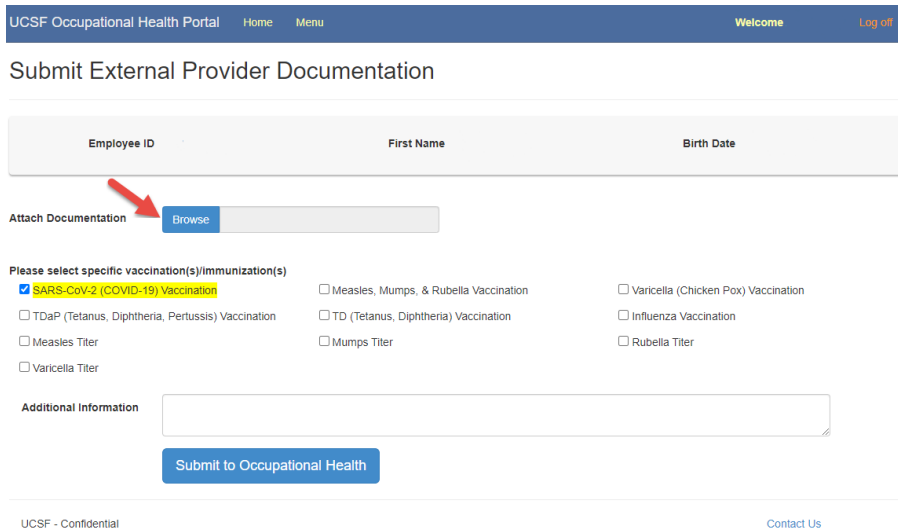 UCSF Occupational Health Portal Home Menu Welcome Log off
Submit External Provider Documentation
Employee ID First Name Birth Date
Attach Documentation Browse
Please select specific vaccination(s)/immunization(s)
SARS-CoV-2 (COVID-19) Vaccination Measles, Mumps, & Rubella Vaccination Varicella (Chicken Pox) Vaccination
TDaP (Tetanus, Diphtheria, Pertussis) Vaccination TD (Tetanus, Diphtheria) Vaccination Influenza Vaccination
Measles Titer Mumps Titer Rubella Titer
Varicella Titer
Additional Information
Submit to Occupational Health
UCSF - Confidential Contact Us